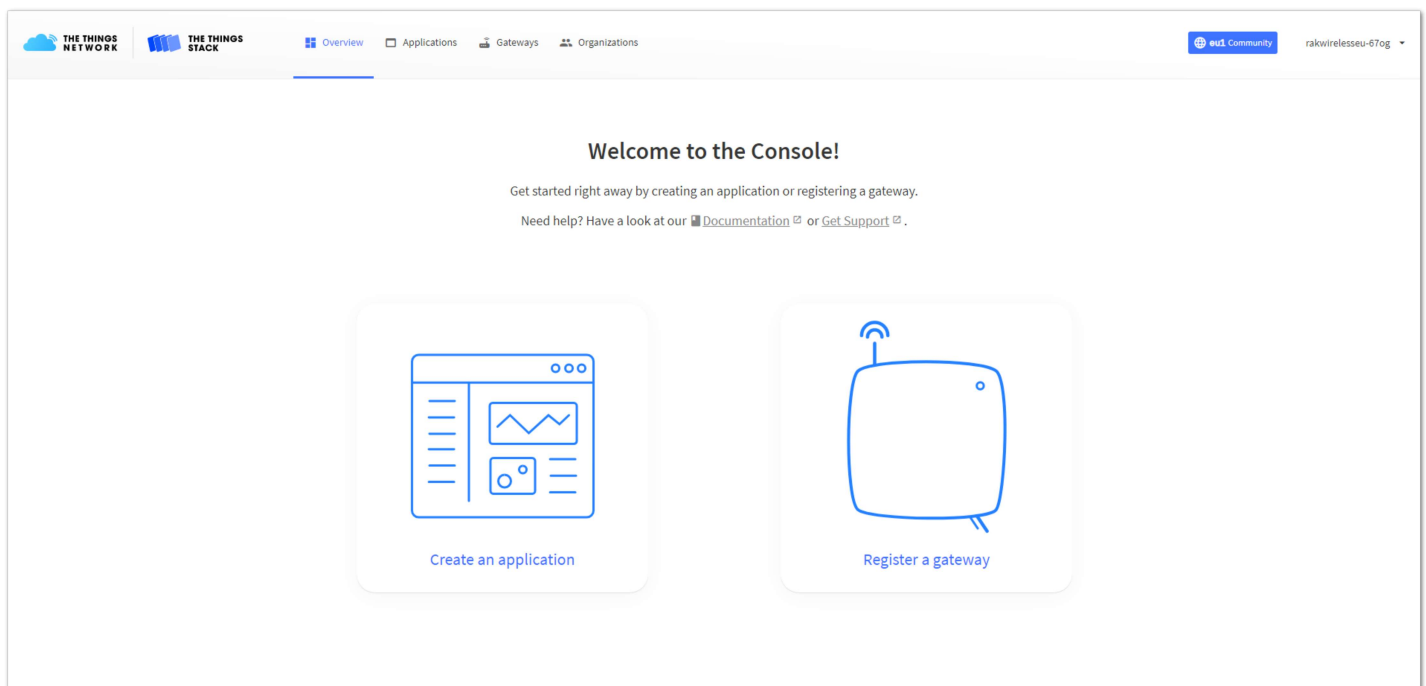 THE THINGS NETWORK
THE THINGS STACK
Overview
Applications
Gateways
Organizations
eu1 Community
rakwirelesseu-67og
Welcome to the Console!
Get started right away by creating an application or registering a gateway.
Need help? Have a look at our Documentation or Get Support .
Create an application
Register a gateway